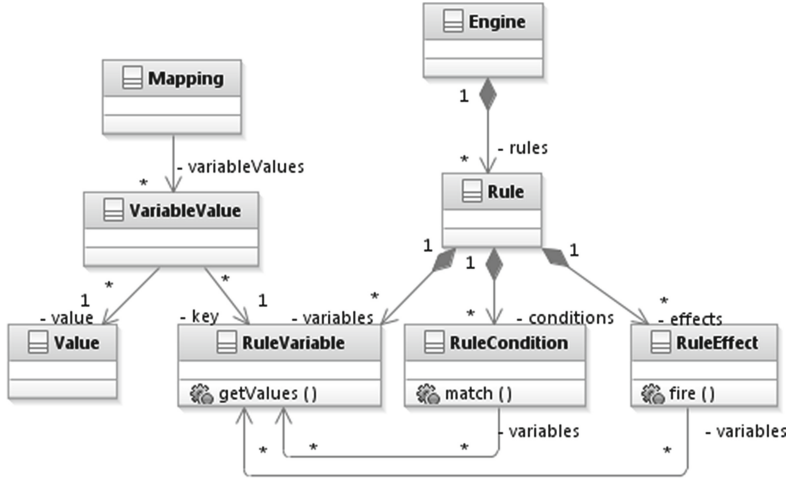 Engine
Mapping
1
- rules
*
- variableValues
*
VariableValue
Rule
1
1
1
*
*
1
1
*
*
*
- value
- key
- variables
- conditions
- effects
Value
RuleVariable
RuleCondition
RuleEffect
getValues ( )
match ( )
fire ( )
- variables
- variables
*
*
*
*